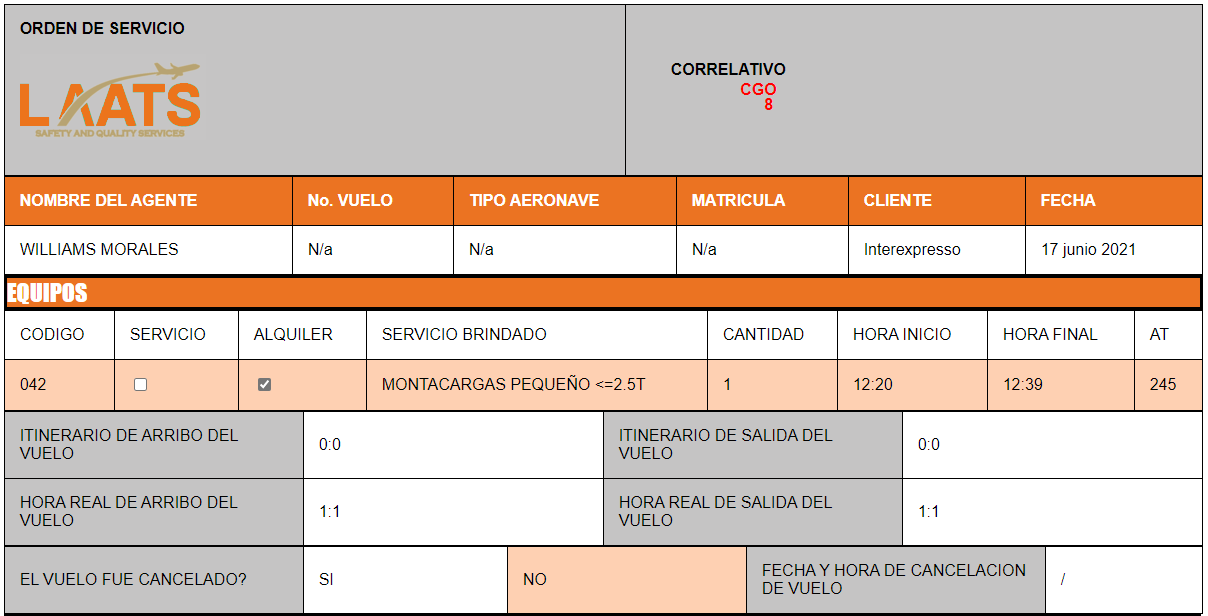 ORDEN DE SERVICIO
LAATS
SAFETY AND QUALITY SERVICES
CORRELATIVO
CGO
8
NOMBRE DEL AGENTE No. VUELO TIPO AERONAVE MATRICULA CLIENTE FECHA
WILLIAMS MORALES N/a N/a N/a Interexpresso 17 junio 2021
EQUIPOS
CODIGO SERVICIO ALQUILER SERVICIO BRINDADO CANTIDAD HORA INICIO HORA FINAL AT
042 MONTACARGAS PEQUEÑO <=2.5T 1 12:20 12:39 245
ITINERARIO DE ARRIBO DEL
VUELO
0:0
ITINERARIO DE SALIDA DEL
VUELO
0:0
HORA REAL DE ARRIBO DEL
VUELO
1:1
HORA REAL DE SALIDA DEL
VUELO
1:1
EL VUELO FUE CANCELADO? SI NO
FECHA Y HORA DE CANCELACION
DE VUELO
/